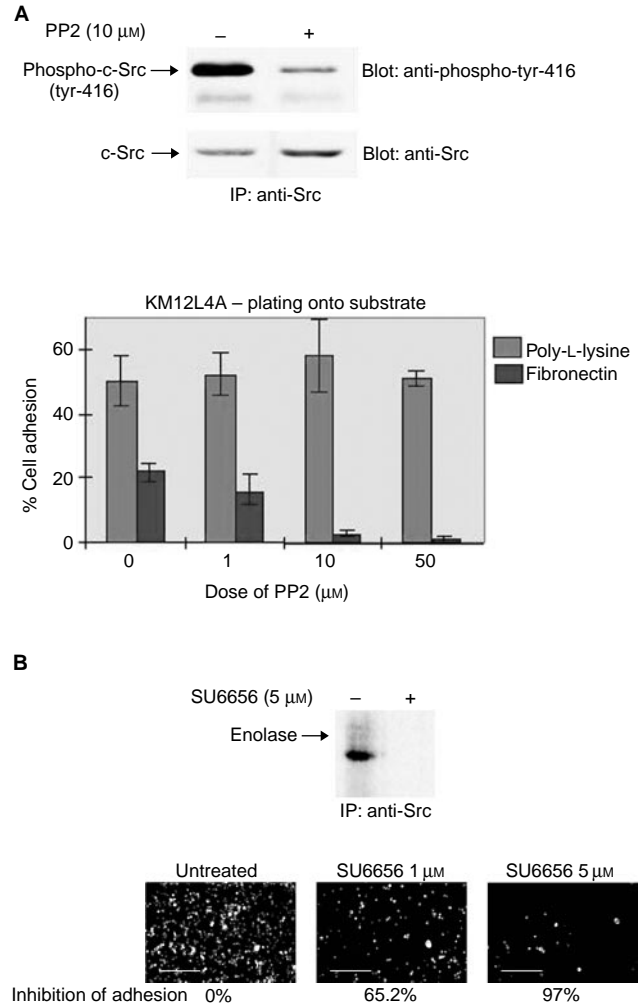 A
PP2 (10 μM) – +
Phospho-c-Src
(tyr-416)
Blot: anti-phospho-tyr-416
c-Src
Blot: anti-Src
IP: anti-Src
KM12L4A – plating onto substrate
% Cell adhesion
60
40
20
0
0 1 10 50
Dose of PP2 (μM)
Poly-L-lysine
Fibronectin
B
SU6656 (5 μM) – +
Enolase
IP: anti-Src
Untreated SU6656 1 μM SU6656 5 μM
Inhibition of adhesion 0% 65.2% 97%